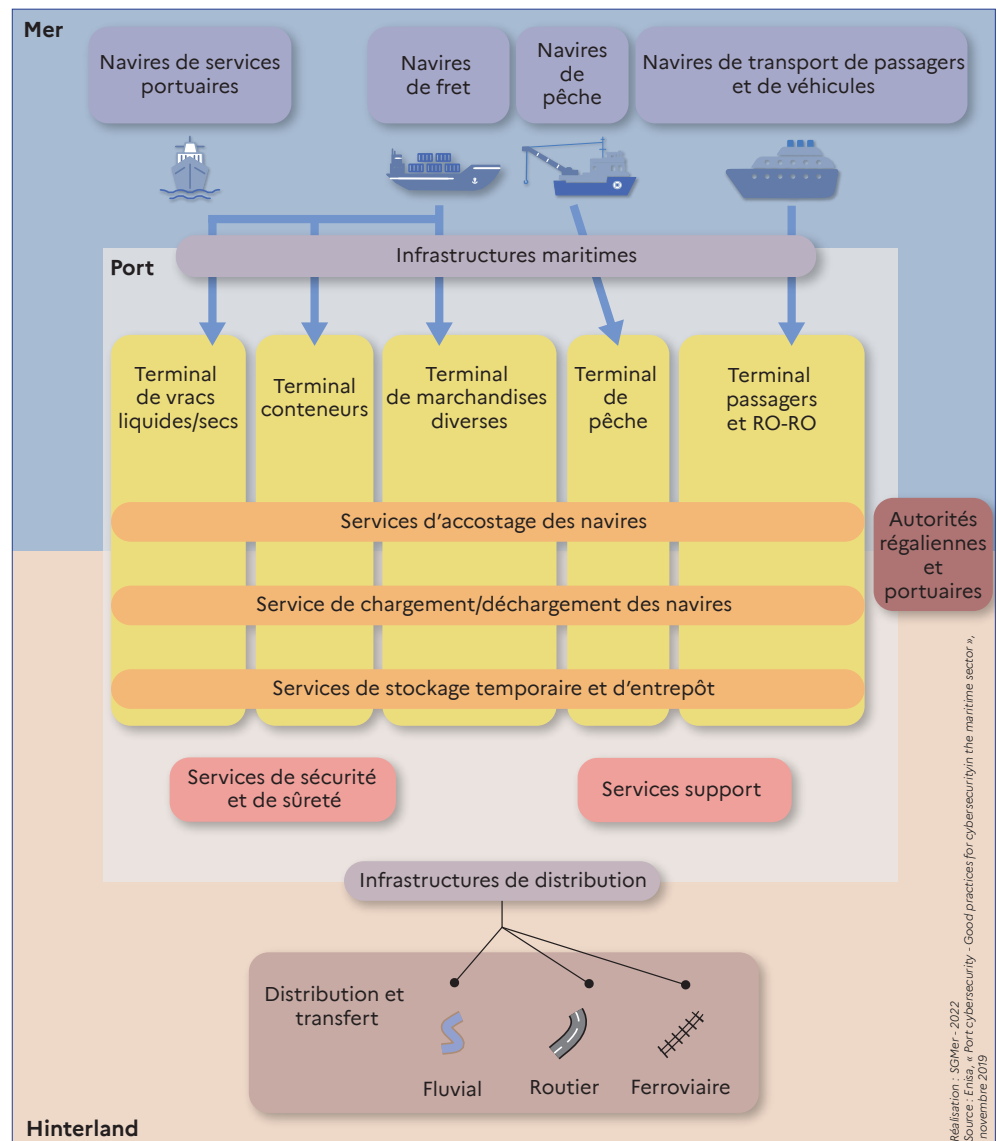 Mer
Navires de services
portuaires
Navires
de fret
Navires
de
pêche
Navires de transport de passagers
et de véhicules
Infrastructures maritimes
Port
Terminal
de vracs
liquides/secs
Terminal
conteneurs
Terminal
de marchandises
diverses
Terminal
de
pêche
Terminal
passagers
et RO-RO
Services d'accostage des navires
Autorités
régaliennes
et
portuaires
Service de chargement/déchargement des navires
Services de stockage temporaire et d'entrepôt
Services de sécurité
et de sûreté
Services support
Infrastructures de distribution
Distribution et
transfert
Fluvial
Routier
Ferroviaire
Hinterland
Réalisation : SGMer - 2022
Source : Enisa, « Port cybersecurity - Good practices for cybersecurityin the maritime sector »,
novembre 2019